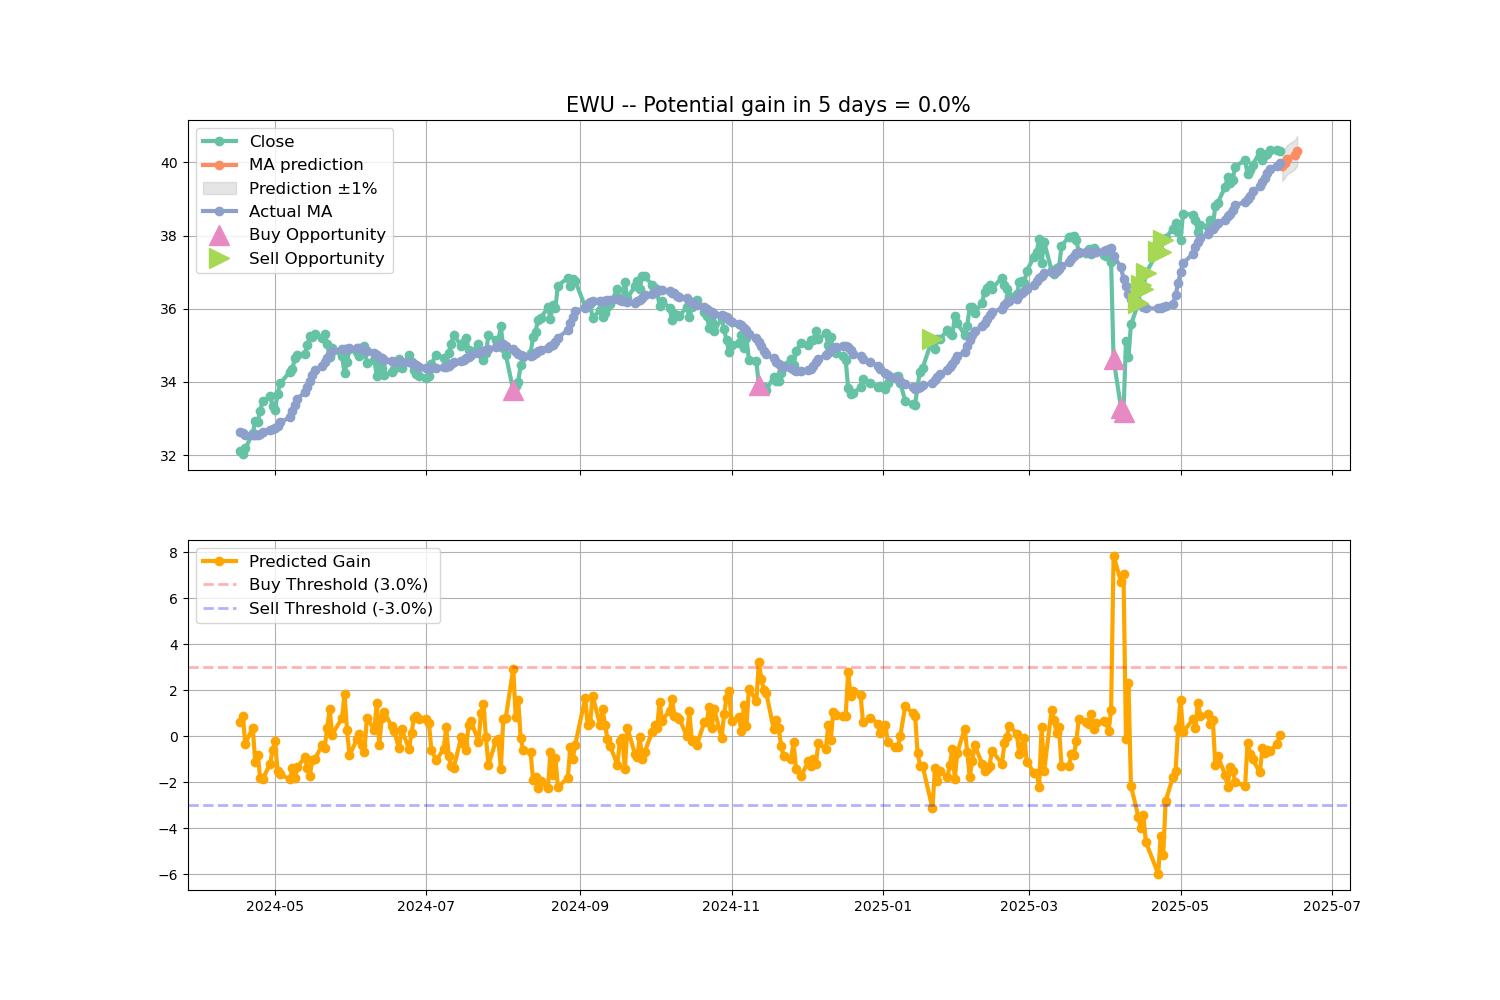 EWU -- Potential gain in 5 days = 0.0%
Close
MA prediction
Prediction ±1%
Actual MA
Buy Opportunity
Sell Opportunity
40
38
36
34
32
Predicted Gain
Buy Threshold (3.0%)
Sell Threshold (-3.0%)
8
6
4
2
0
−2
−4
−6
2024-05 2024-07 2024-09 2024-11 2025-01 2025-03 2025-05 2025-07